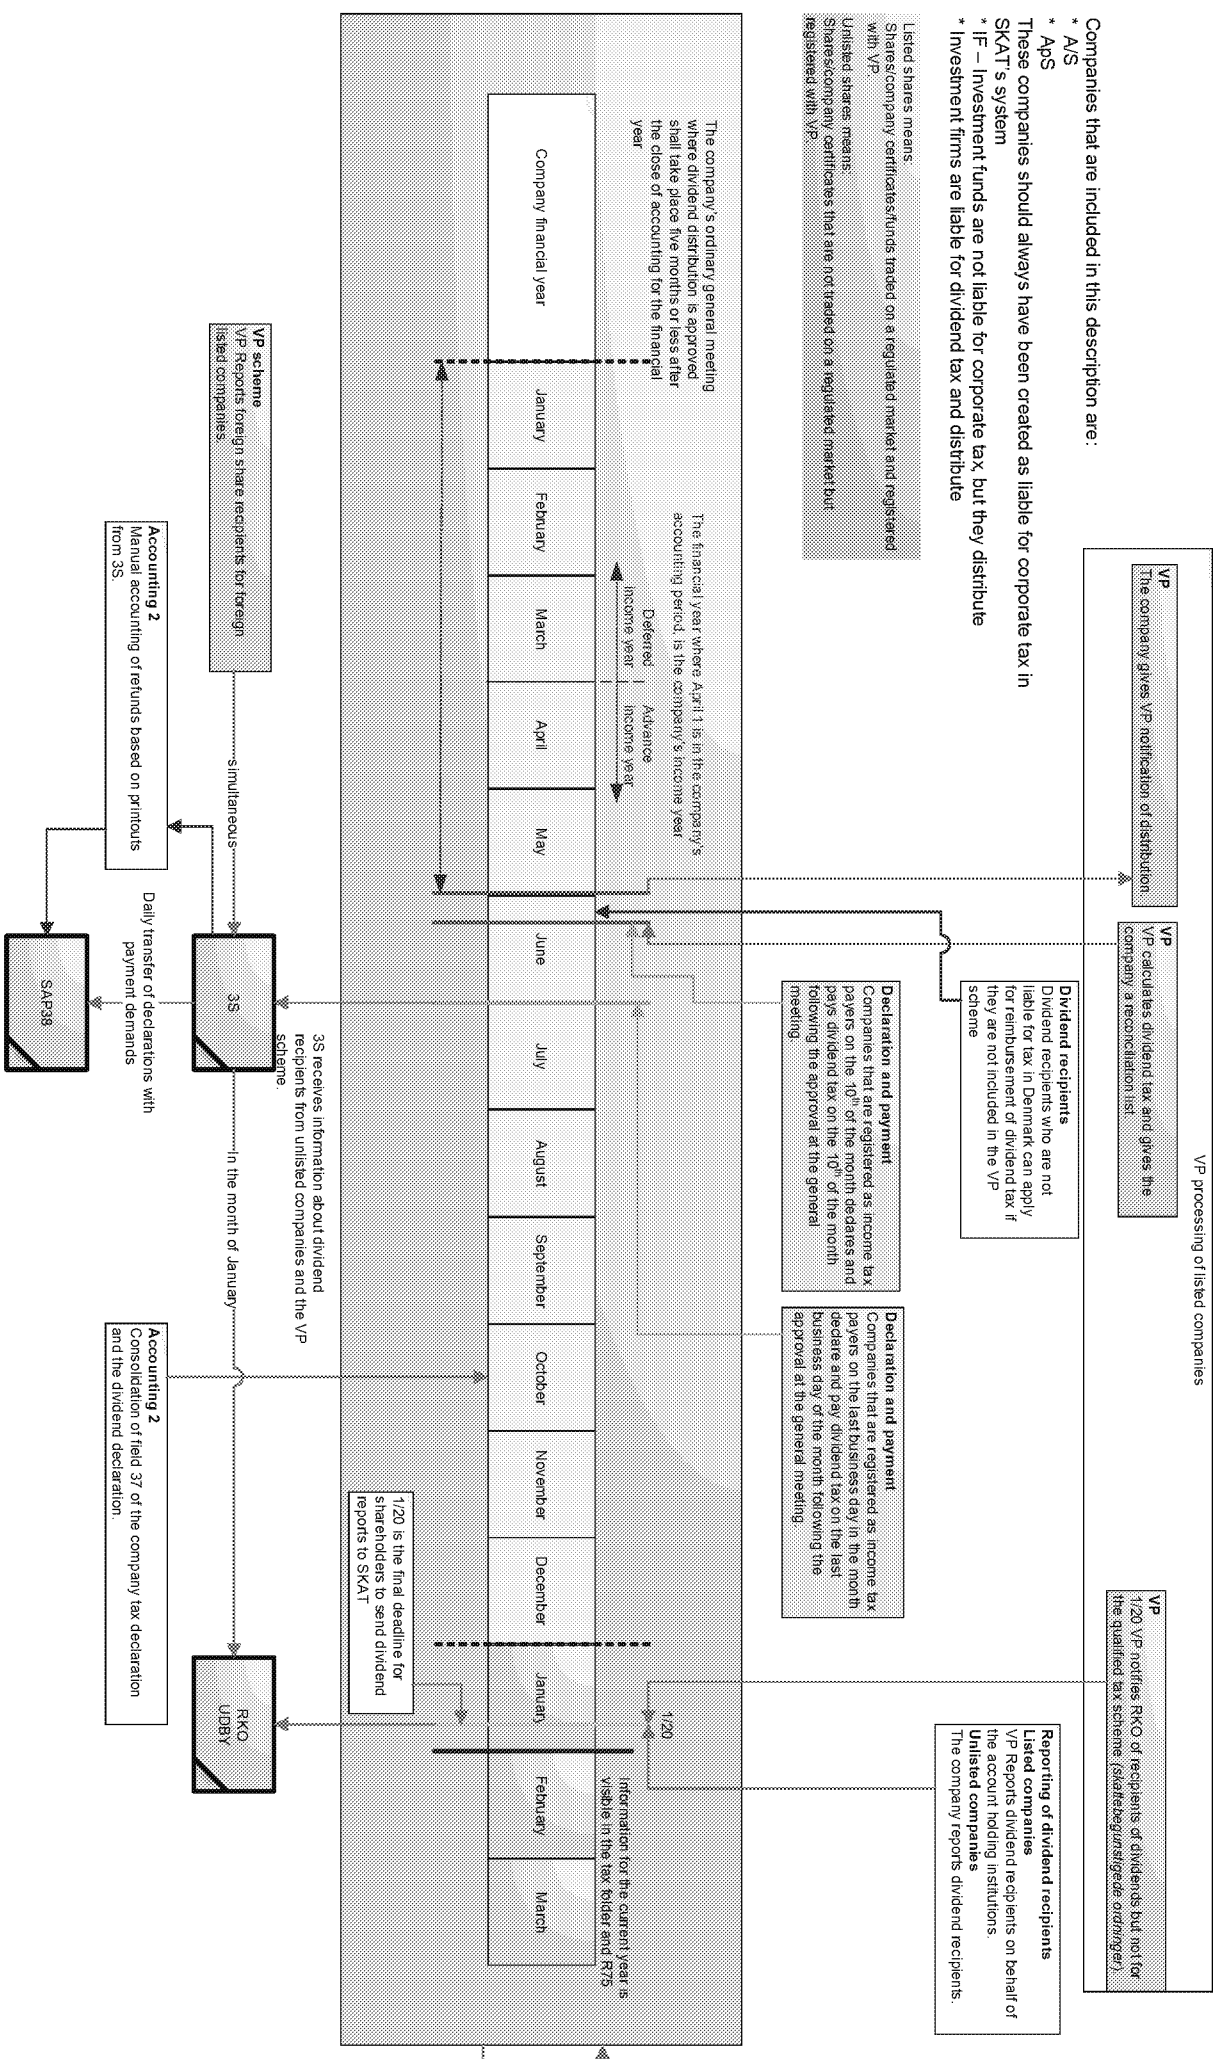 Companies that are included in this description are:
* A/S
* ApS
These companies should always have been created as liable for corporate tax in
SKAT's system
* IF – Investment funds are not liable for corporate tax, but they distribute
* Investment firms are liable for dividend tax and distribute
Listed shares means:
Shares/company certificates/funds traded on a regulated market and registered
with VP.
Unlisted shares means:
Shares/company certificates that are not traded on a regulated market but
registered with VP.
VP processing of listed companies
VP
The company gives VP notification of distribution.
VP
VP calculates dividend tax and gives the
company a reconciliation list.
VP
1/20 VP notifies RKO of recipients of dividends but not for
the qualified tax scheme (skattebegunstigede ordninger)
Dividend recipients
Dividend recipients who are not
liable for tax in Denmark can apply
for reimbursement of dividend tax if
they are not included in the VP
scheme
Declaration and payment
Companies that are registered as income tax
payers on the 10th of the month declares and
pays dividend tax on the 10th of the month
following the approval at the general
meeting.
Declaration and payment
Companies that are registered as income tax
payers on the last business day in the month
declare and pay dividend tax on the last
business day of the month following the
approval at the general meeting.
Reporting of dividend recipients
Listed companies
VP Reports dividend recipients on behalf of
the account holding institutions.
Unlisted companies
The company reports dividend recipients.
The company's ordinary general meeting
where dividend distribution is approved
shall take place five months or less after
the close of accounting for the financial
year
The financial year where April 1 is in the company's
accounting period, is the company's income year
Deferred
income year
Advance
income year
1/20
Information for the current year is
visible in the tax folder and R75
Company financial year
January
February
March
April
May
June
July
August
September
October
November
December
January
February
March
1/20 is the final deadline for
shareholders to send dividend
reports to SKAT
VP scheme
VP Reports foreign share recipients for foreign
listed companies.
simultaneous
3S
3S receives information about dividend
recipients from unlisted companies and the VP
scheme.
In the month of January
RKO
UDBY
Accounting 2
Manual accounting of refunds based on printouts
from 3S.
Daily transfer of declarations with
payment demands
SAP38
Accounting 2
Consolidation of field 37 of the company tax declaration
and the dividend declaration.